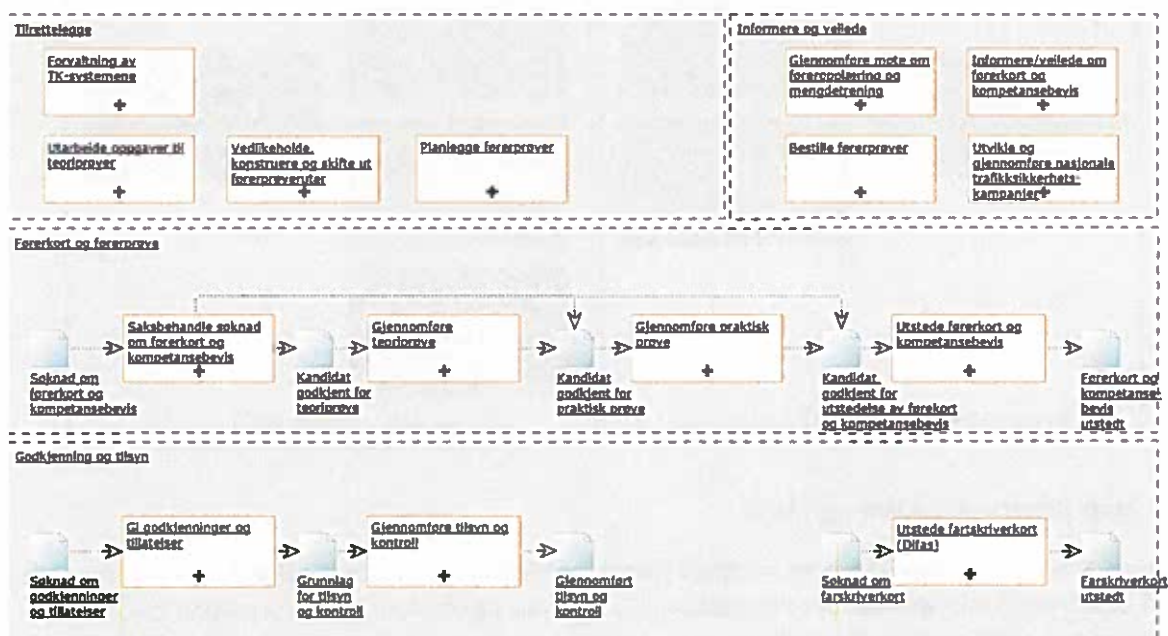 Tilrettelegge
Forvaltning av
TK-systemene
Utarbeide oppgaver til
teoriprøver
Vedlikeholde,
konstruere og skifte ut
førerprøveruter
Planlegge førerprøver
Informere og veilede
Gjennomføre møte om
føreropplæring og
mengdetrening
Informere/veilede om
førerkort og
kompetansebevis
Bestille førerprøver
Utvikle og
gjennomføre nasjonale
trafikksikkerhets-
kampanjer
Førerkort og førerprøve
Søknad om
førerkort og
kompetansebevis
Saksbehandle søknad
om førerkort og
kompetansebevis
Kandidat
godkjent for
teoriprøve
Gjennomføre
teoriprøve
Kandidat
godkjent for
praktisk prøve
Gjennomføre praktisk
prøve
Kandidat
godkjent for
utstedelse av førekort
og kompetansebevis
Utstede førerkort og
kompetansebevis
Førerkort og
kompetanse-
bevis
utstedt
Godkjenning og tilsyn
Søknad om
godkjenninger
og tillatelser
Gi godkjenninger og
tillatelser
Grunnlag
for tilsyn
og kontroll
Gjennomføre tilsyn og
kontroll
Gjennomført
tilsyn og
kontroll
Søknad om
farskriverkort
Utstede fartskriverkort
(Difas)
Farskriverkort
utstedt